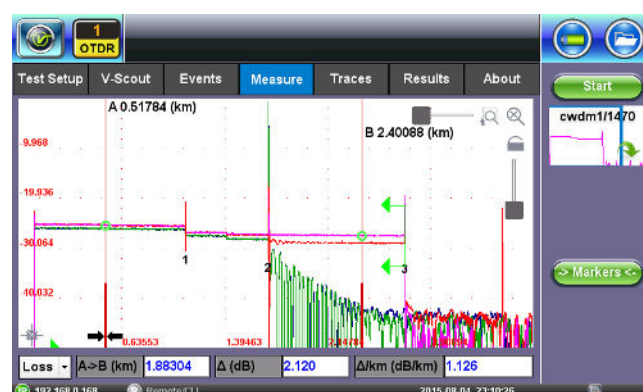 1
OTDR
Test Setup V-Scout Events Measure Traces Results About
Start
A 0.51784 (km)
B 2.40088 (km)
cwdm1/1470
-9.968
-19.936
-30.064
-40.032
1
2
3
0.63553 1.39463
-> Markers <-
Loss A->B (km) 1.88304 Δ (dB) 2.120 Δ/km (dB/km) 1.126
IP 192.168.0.168 2015-08-04 23:10:26